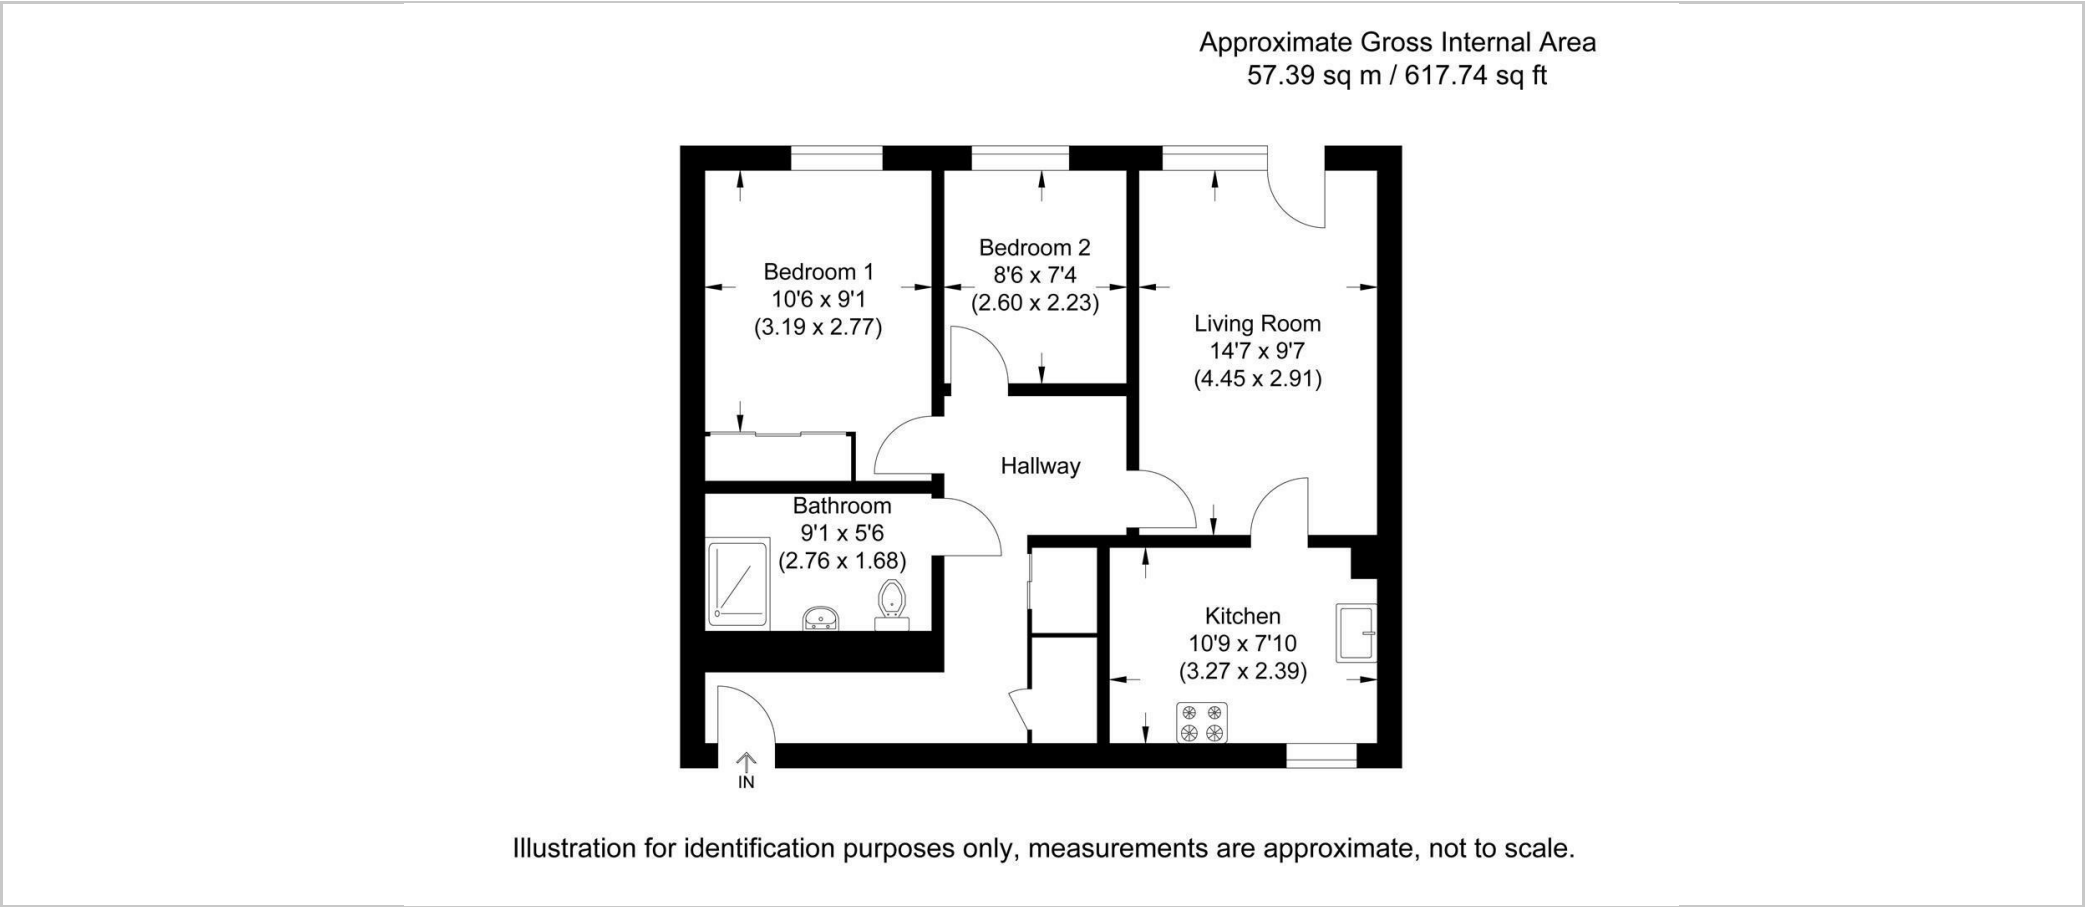 Approximate Gross Internal Area
57.39 sq m / 617.74 sq ft
Bedroom 1
10'6 x 9'1
(3.19 x 2.77)
Bedroom 2
8'6 x 7'4
(2.60 x 2.23)
Living Room
14'7 x 9'7
(4.45 x 2.91)
Hallway
Bathroom
9'1 x 5'6
(2.76 x 1.68)
Kitchen
10'9 x 7'10
(3.27 x 2.39)
IN
Illustration for identification purposes only, measurements are approximate, not to scale.